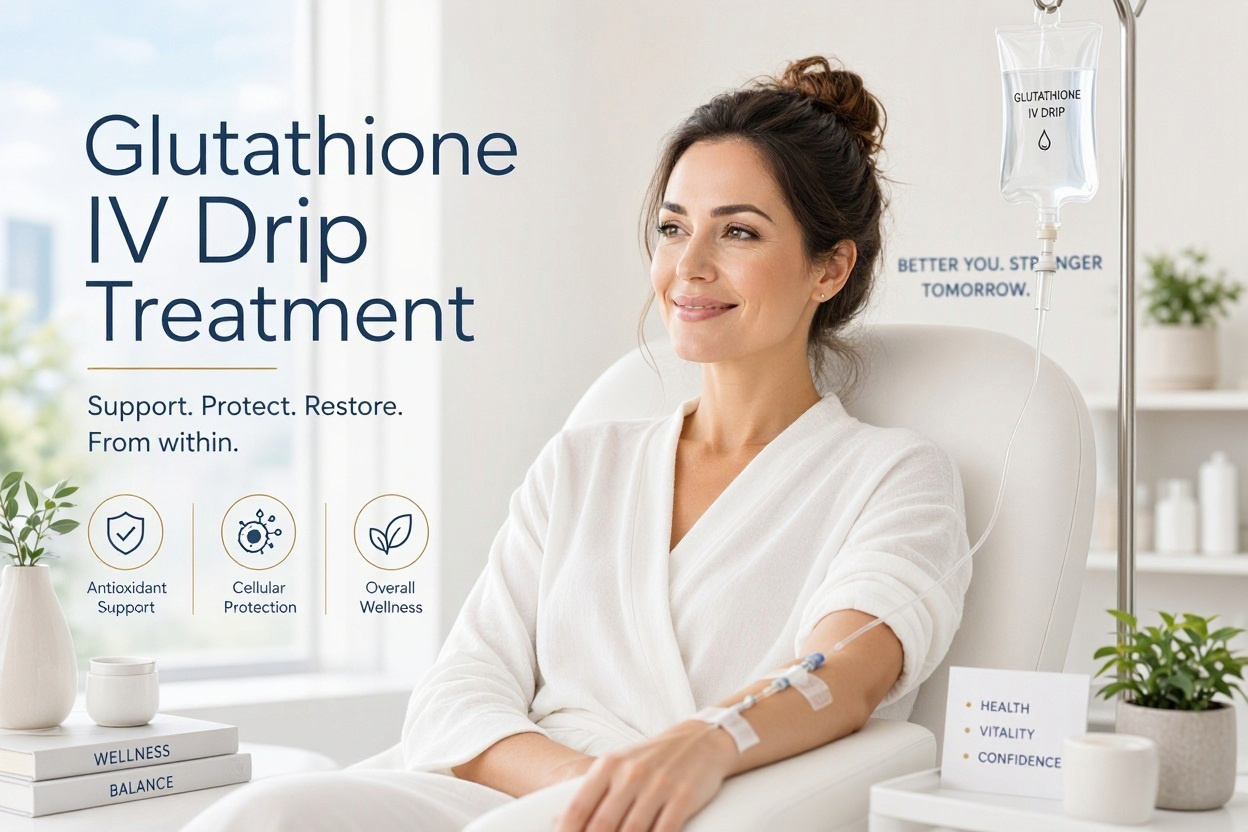 Glutathione
IV Drip
Treatment
Support. Protect. Restore.
From within.
Antioxidant
Support
Cellular
Protection
Overall
Wellness
WELLNESS
BALANCE
GLUTATHIONE
IV DRIP
BETTER YOU. STRONGER
TOMORROW.
HEALTH
VITALITY
CONFIDENCE